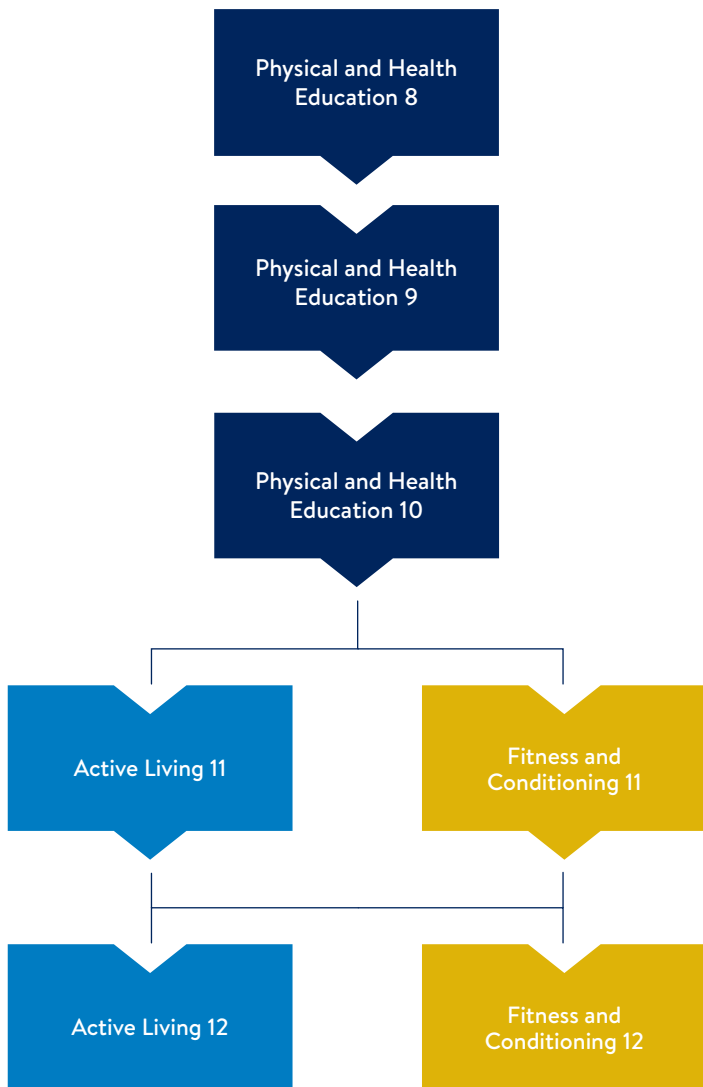 Physical and Health
Education 8
Physical and Health
Education 9
Physical and Health
Education 10
Active Living 11
Fitness and
Conditioning 11
Active Living 12
Fitness and
Conditioning 12